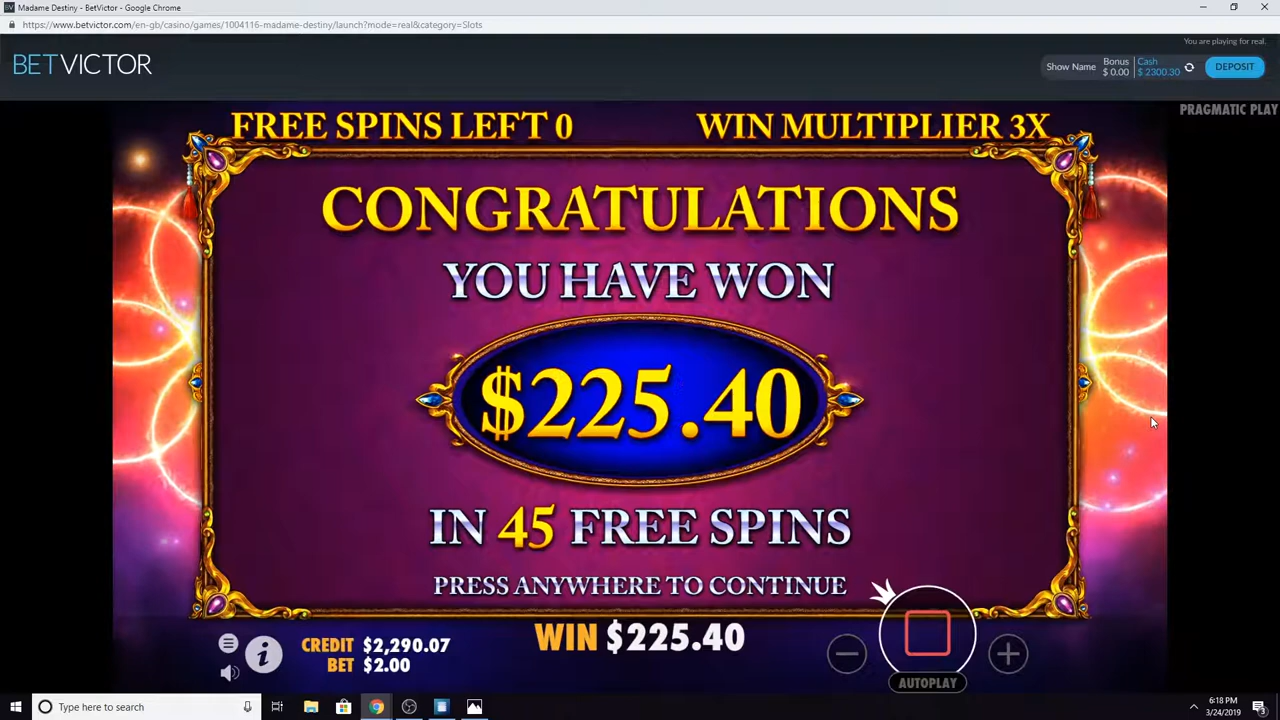 Madame Destiny - BetVictor - Google Chrome
https://www.betvictor.com/en-gb/casino/games/1004116-madame-destiny/launch?mode=real&category=Slots
You are playing for real.
BETVICTOR
Show Name
Bonus
$ 0.00
Cash
$ 2300.30
DEPOSIT
PRAGMATIC PLAY
FREE SPINS LEFT 0
WIN MULTIPLIER 3X
CONGRATULATIONS
YOU HAVE WON
$225.40
IN 45 FREE SPINS
PRESS ANYWHERE TO CONTINUE
CREDIT $2,290.07
BET $2.00
WIN $225.40
AUTOPLAY
Type here to search
6:18 PM
3/24/2019
3